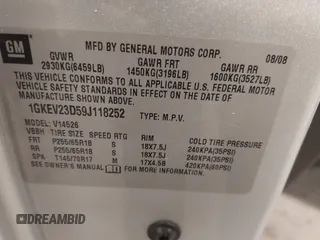 GM
MFD BY GENERAL MOTORS CORP.
08/08
GVWR GAWR FRT GAWR RR
2930KG(6459LB) 1450KG(3196LB) 1600KG(3527LB)
THIS VEHICLE CONFORMS TO ALL APPLICABLE U.S. FEDERAL MOTOR
VEHICLE SAFETY, AND THEFT PREVENTION STANDARDS IN EFFECT ON
THE DATE OF MANUFACTURE SHOWN ABOVE.
1GKEV23D59J118252 TYPE: M.P.V.
MODEL: V14526
VBBH TIRE SIZE SPEED RTG RIM COLD TIRE PRESSURE
FRT P255/65R18 S 18X7.5J 240KPA(35PSI)
RR P255/65R18 S 18X7.5J 240KPA(35PSI)
SPA T145/70R17 M 17X4.5B 420KPA(60PSI)
SEE OWNER'S MANUAL
DREAMBID